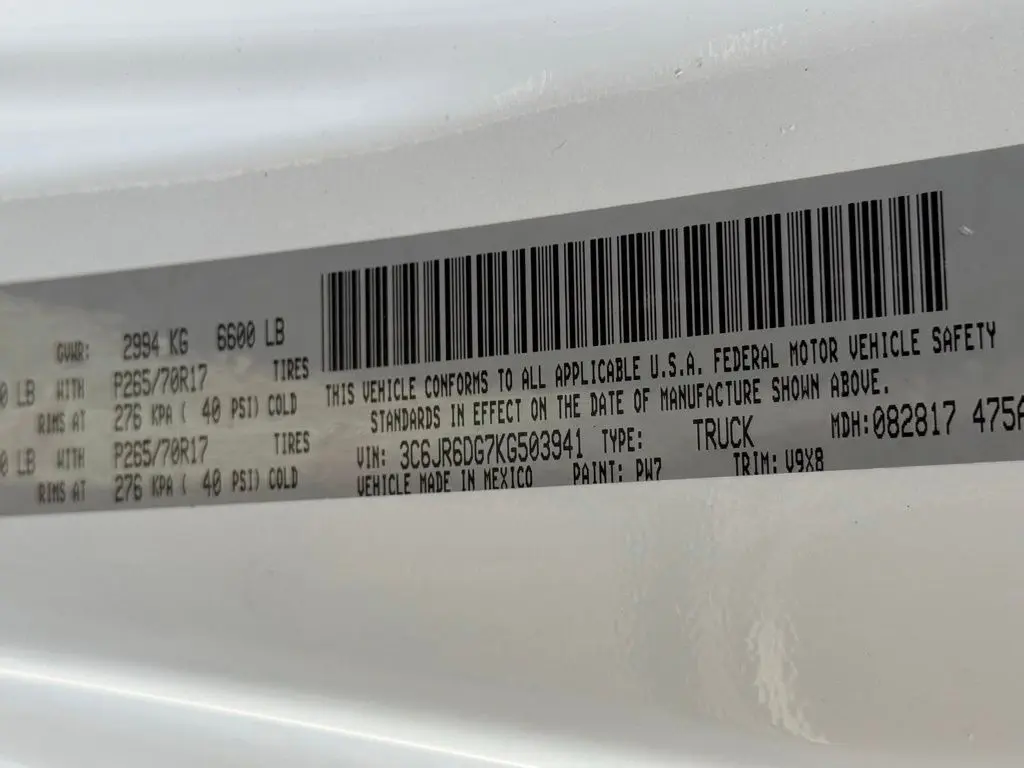 GVWR: 2994 KG 6600 LB
0 LB WITH P265/70R17 TIRES
RIMS AT 276 KPA ( 40 PSI) COLD
0 LB WITH P265/70R17 TIRES
RIMS AT 276 KPA ( 40 PSI) COLD
THIS VEHICLE CONFORMS TO ALL APPLICABLE U.S.A. FEDERAL MOTOR VEHICLE SAFETY
STANDARDS IN EFFECT ON THE DATE OF MANUFACTURE SHOWN ABOVE.
VIN: 3C6JR6DG7KG503941 TYPE: TRUCK MDH:082817 475A
VEHICLE MADE IN MEXICO PAINT: PW7 TRIM: V9X8